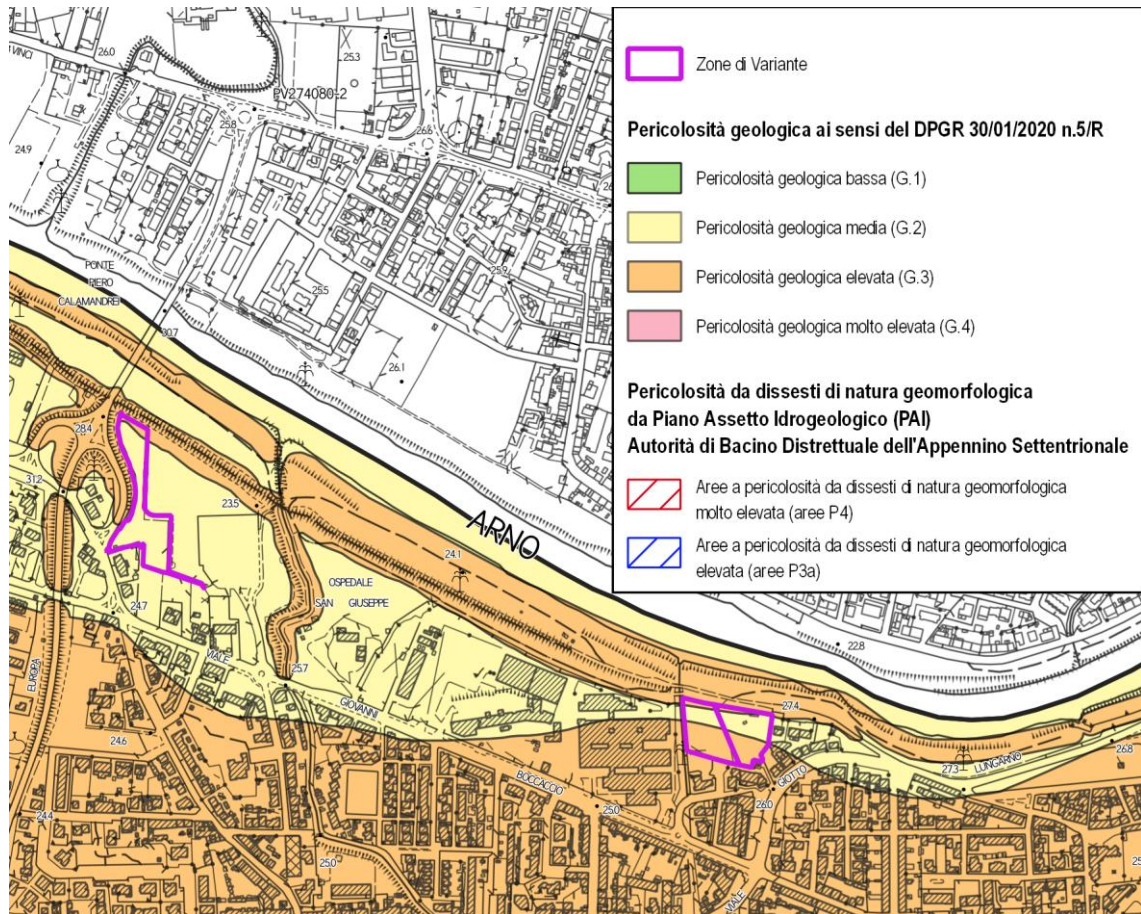 VINCI
26.0
25.3
PV274080-2
25.8
26.6
24.9
PONTE
PIERO
CALAMANDREI
25.9
25.5
30.7
26.1
28.4
31.2
23.5
ARNO
24.1
OSPEDALE
SAN GIUSEPPE
24.7
22.8
VIALE
25.7
EUROPA
GIOVANNI
27.4
24.6
BOCCACCIO
GIOTTO
26.0
27.3
LUNGARNO
26.8
24.4
25.0
25.0
VIALE
Zone di Variante
Pericolosità geologica ai sensi del DPGR 30/01/2020 n.5/R
Pericolosità geologica bassa (G.1)
Pericolosità geologica media (G.2)
Pericolosità geologica elevata (G.3)
Pericolosità geologica molto elevata (G.4)
Pericolosità da dissesti di natura geomorfologica
da Piano Assetto Idrogeologico (PAI)
Autorità di Bacino Distrettuale dell'Appennino Settentrionale
Aree a pericolosità da dissesti di natura geomorfologica
molto elevata (aree P4)
Aree a pericolosità da dissesti di natura geomorfologica
elevata (aree P3a)